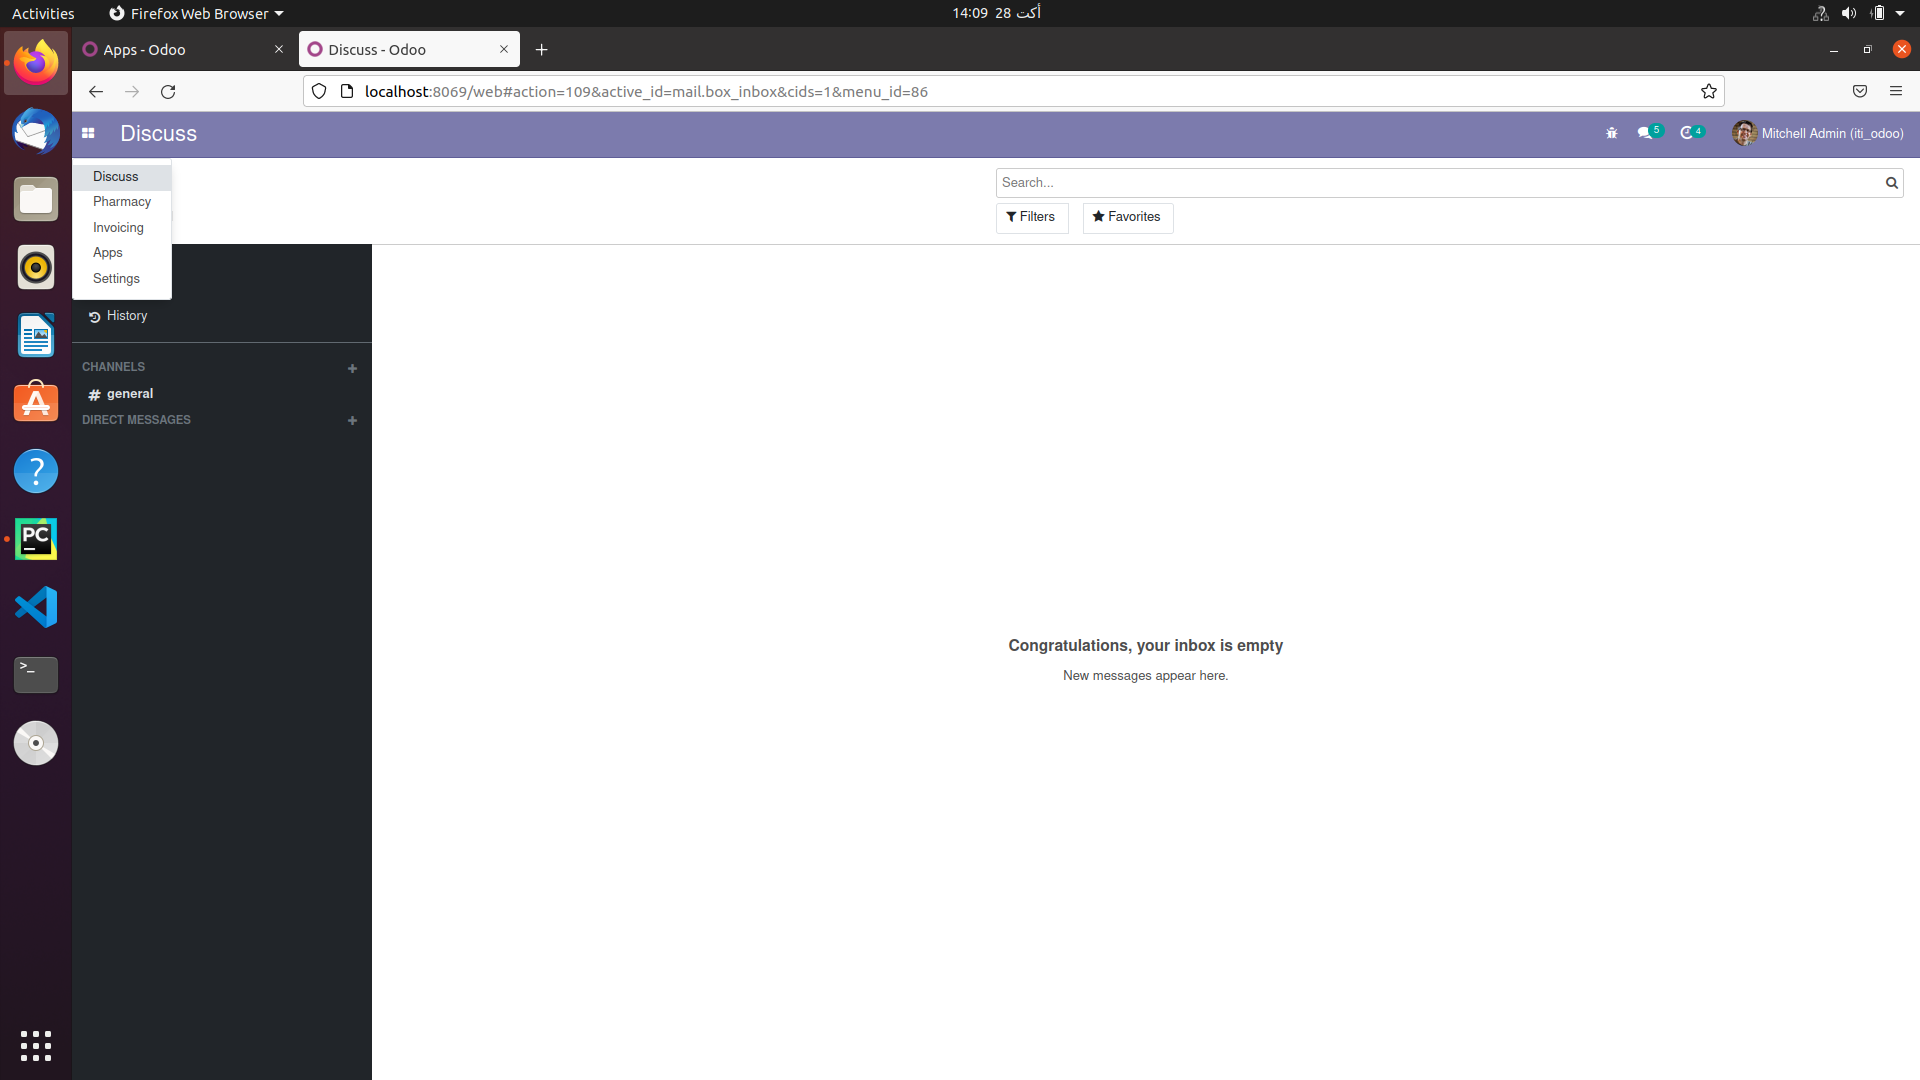 Activities
Firefox Web Browser
28 أكت 14:09
Apps - Odoo
Discuss - Odoo
localhost:8069/web#action=109&active_id=mail.box_inbox&cids=1&menu_id=86
Discuss
5
4
Mitchell Admin (iti_odoo)
Discuss
Pharmacy
Invoicing
Apps
Settings
Search...
Filters
Favorites
History
CHANNELS
# general
DIRECT MESSAGES
Congratulations, your inbox is empty
New messages appear here.
PC
>_